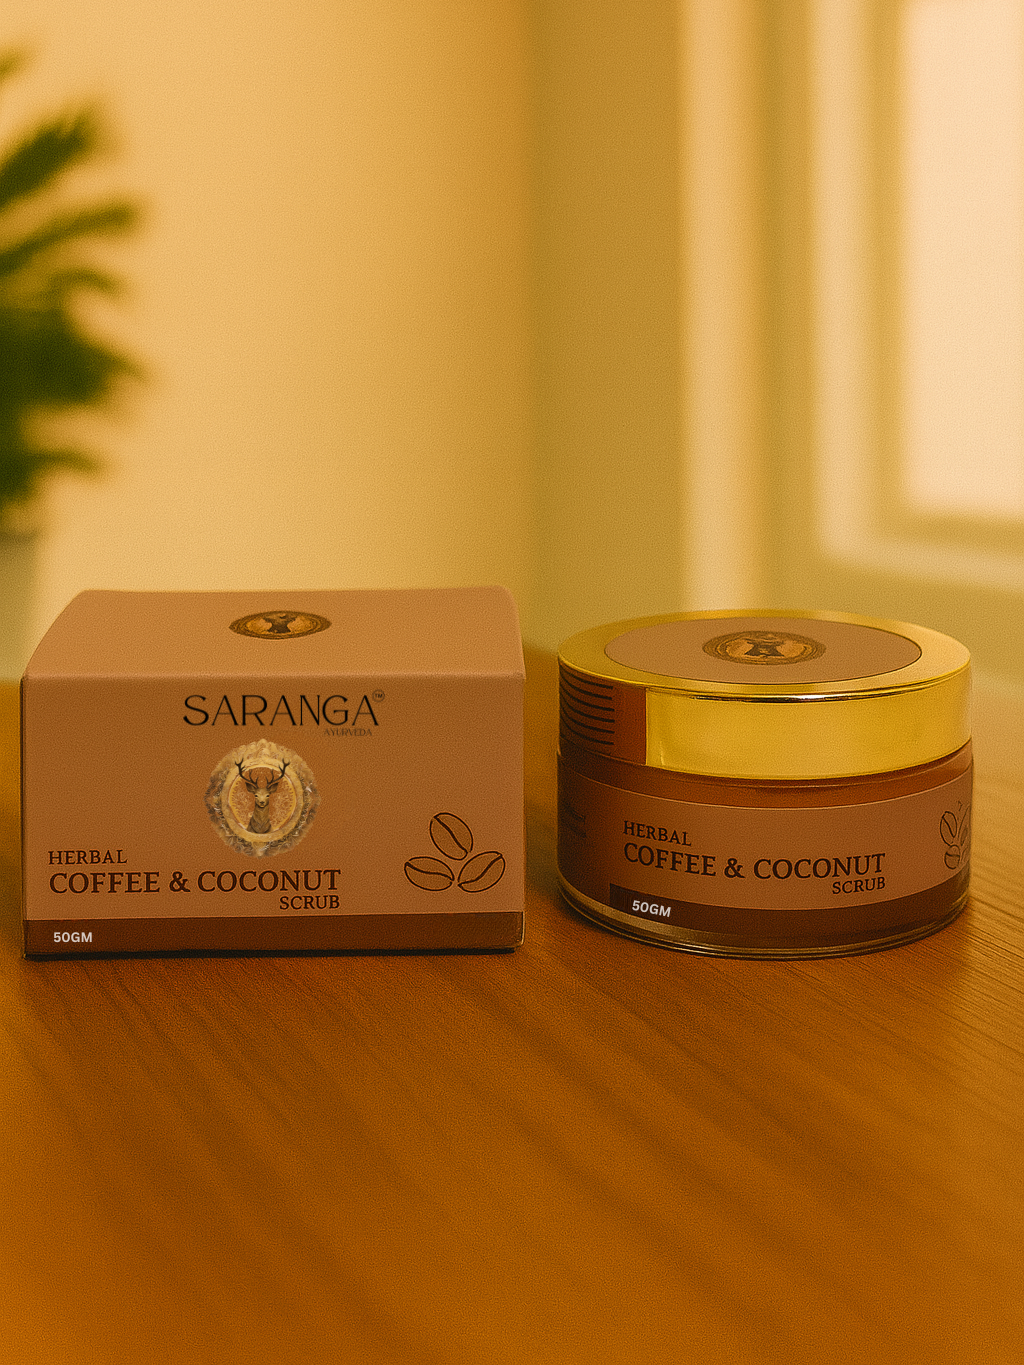 SARANGA™
AYURVEDA
HERBAL
COFFEE & COCONUT
SCRUB
50GM
HERBAL
COFFEE & COCONUT
SCRUB
50GM